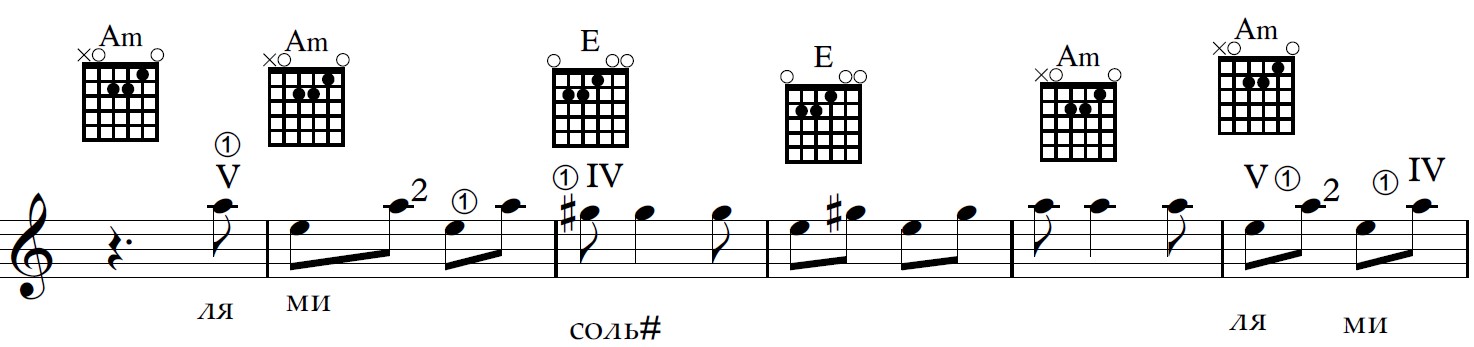 Am Am E E Am Am
① ① IV
V 2 ① V ① 2 ① IV
ля ми соль# ля ми